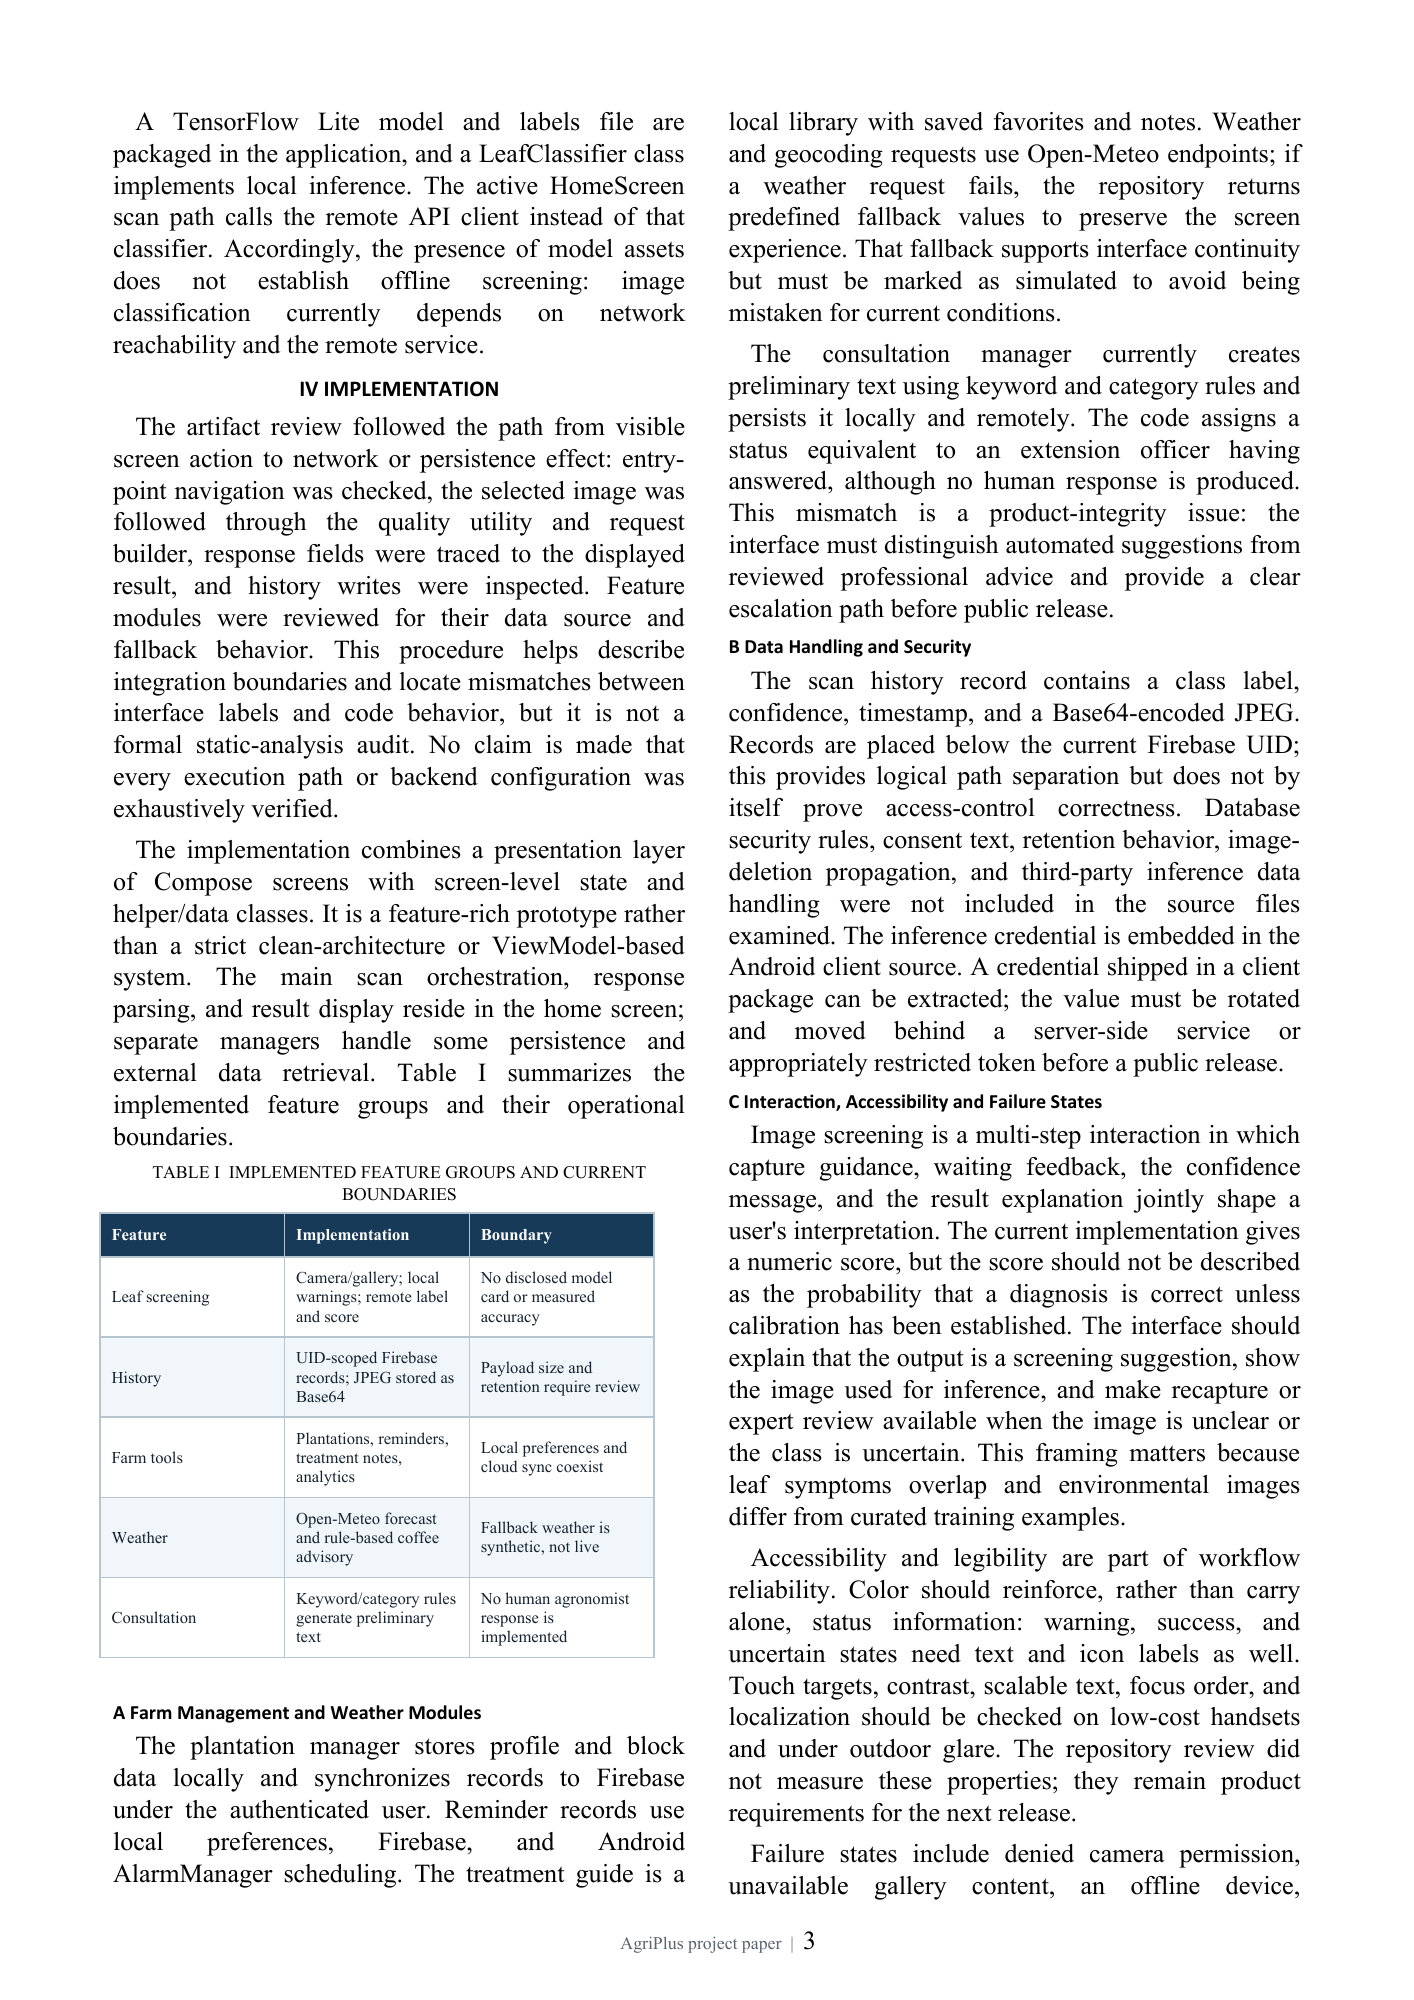 A TensorFlow Lite model and labels file are
packaged in the application, and a LeafClassifier class
implements local inference. The active HomeScreen
scan path calls the remote API client instead of that
classifier. Accordingly, the presence of model assets
does not establish offline screening: image
classification currently depends on network
reachability and the remote service.
IV IMPLEMENTATION
The artifact review followed the path from visible
screen action to network or persistence effect: entry-
point navigation was checked, the selected image was
followed through the quality utility and request
builder, response fields were traced to the displayed
result, and history writes were inspected. Feature
modules were reviewed for their data source and
fallback behavior. This procedure helps describe
integration boundaries and locate mismatches between
interface labels and code behavior, but it is not a
formal static-analysis audit. No claim is made that
every execution path or backend configuration was
exhaustively verified.
The implementation combines a presentation layer
of Compose screens with screen-level state and
helper/data classes. It is a feature-rich prototype rather
than a strict clean-architecture or ViewModel-based
system. The main scan orchestration, response
parsing, and result display reside in the home screen;
separate managers handle some persistence and
external data retrieval. Table I summarizes the
implemented feature groups and their operational
boundaries.
TABLE I  IMPLEMENTED FEATURE GROUPS AND CURRENT
BOUNDARIES
Feature Implementation Boundary
Leaf screening
Camera/gallery; local
warnings; remote label
and score
No disclosed model
card or measured
accuracy
History
UID-scoped Firebase
records; JPEG stored as
Base64
Payload size and
retention require review
Farm tools
Plantations, reminders,
treatment notes,
analytics
Local preferences and
cloud sync coexist
Weather
Open-Meteo forecast
and rule-based coffee
advisory
Fallback weather is
synthetic, not live
Consultation
Keyword/category rules
generate preliminary
text
No human agronomist
response is
implemented
A Farm Management and Weather Modules
The plantation manager stores profile and block
data locally and synchronizes records to Firebase
under the authenticated user. Reminder records use
local preferences, Firebase, and Android
AlarmManager scheduling. The treatment guide is a
local library with saved favorites and notes. Weather
and geocoding requests use Open-Meteo endpoints; if
a weather request fails, the repository returns
predefined fallback values to preserve the screen
experience. That fallback supports interface continuity
but must be marked as simulated to avoid being
mistaken for current conditions.
The consultation manager currently creates
preliminary text using keyword and category rules and
persists it locally and remotely. The code assigns a
status equivalent to an extension officer having
answered, although no human response is produced.
This mismatch is a product-integrity issue: the
interface must distinguish automated suggestions from
reviewed professional advice and provide a clear
escalation path before public release.
B Data Handling and Security
The scan history record contains a class label,
confidence, timestamp, and a Base64-encoded JPEG.
Records are placed below the current Firebase UID;
this provides logical path separation but does not by
itself prove access-control correctness. Database
security rules, consent text, retention behavior, image-
deletion propagation, and third-party inference data
handling were not included in the source files
examined. The inference credential is embedded in the
Android client source. A credential shipped in a client
package can be extracted; the value must be rotated
and moved behind a server-side service or
appropriately restricted token before a public release.
C Interaction, Accessibility and Failure States
Image screening is a multi-step interaction in which
capture guidance, waiting feedback, the confidence
message, and the result explanation jointly shape a
user's interpretation. The current implementation gives
a numeric score, but the score should not be described
as the probability that a diagnosis is correct unless
calibration has been established. The interface should
explain that the output is a screening suggestion, show
the image used for inference, and make recapture or
expert review available when the image is unclear or
the class is uncertain. This framing matters because
leaf symptoms overlap and environmental images
differ from curated training examples.
Accessibility and legibility are part of workflow
reliability. Color should reinforce, rather than carry
alone, status information: warning, success, and
uncertain states need text and icon labels as well.
Touch targets, contrast, scalable text, focus order, and
localization should be checked on low-cost handsets
and under outdoor glare. The repository review did
not measure these properties; they remain product
requirements for the next release.
Failure states include denied camera permission,
unavailable gallery content, an offline device,
AgriPlus project paper | 3